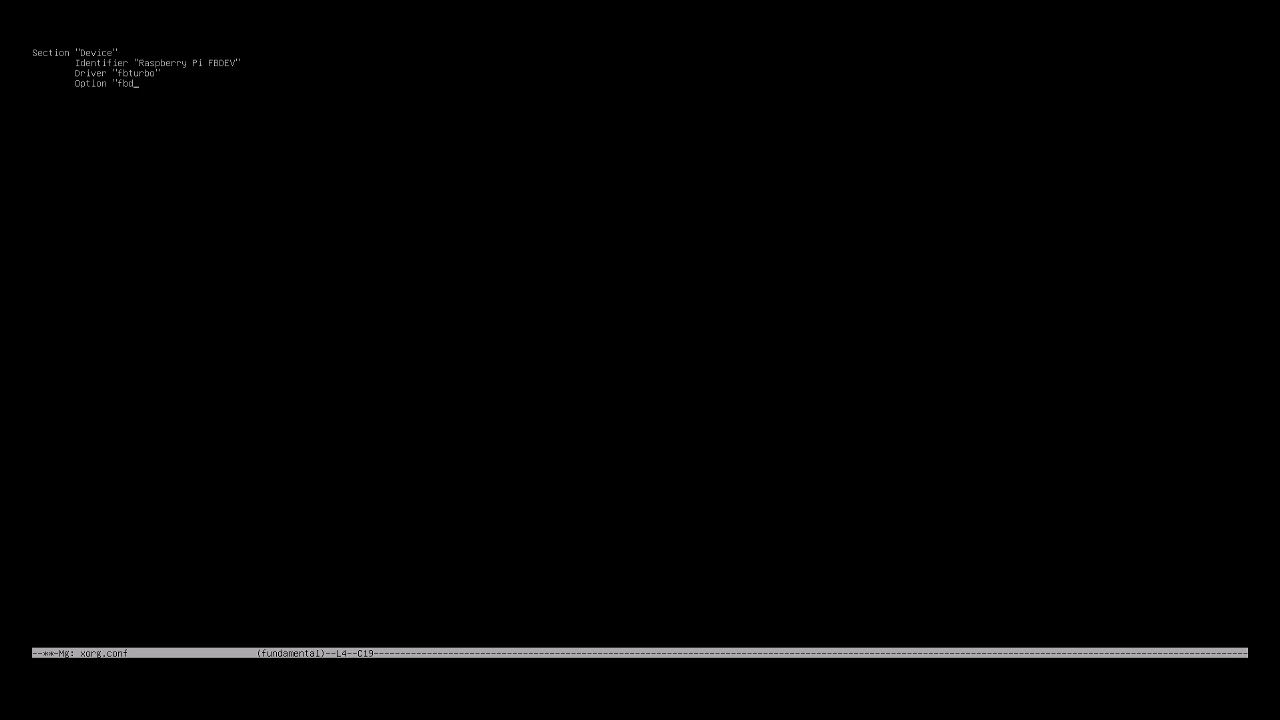 Section "Device"
Identifier "Raspberry Pi FBDEV"
Driver "fbturbo"
Option "fbd_
--**-Mg: xorg.conf (fundamental)--L4--C19------------------------------------------------------------------------------------------------------------------------------------------------------------------